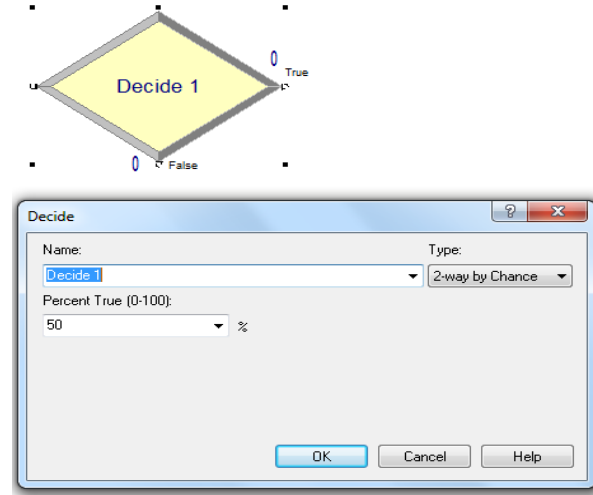 0
True
Decide 1
0
False
Decide
?
Name:
Type:
Decide 1
2-way by Chance
Percent True (0-100):
50
%
OK
Cancel
Help